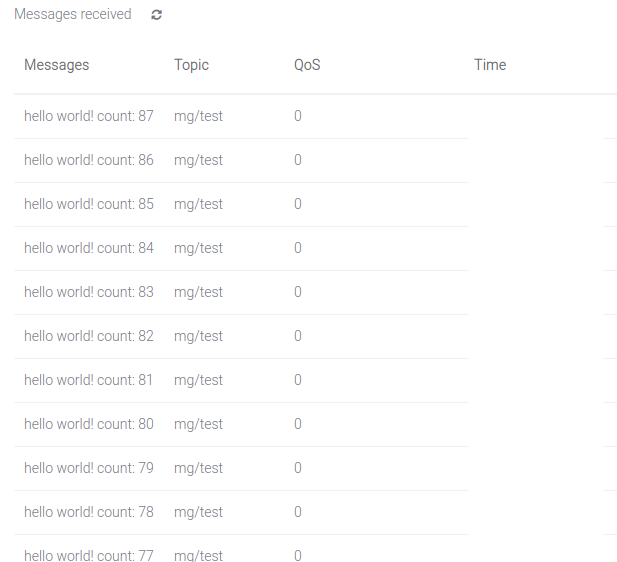 Messages received
Messages Topic QoS Time
hello world! count: 87 mg/test 0
hello world! count: 86 mg/test 0
hello world! count: 85 mg/test 0
hello world! count: 84 mg/test 0
hello world! count: 83 mg/test 0
hello world! count: 82 mg/test 0
hello world! count: 81 mg/test 0
hello world! count: 80 mg/test 0
hello world! count: 79 mg/test 0
hello world! count: 78 mg/test 0
hello world! count: 77 mg/test 0